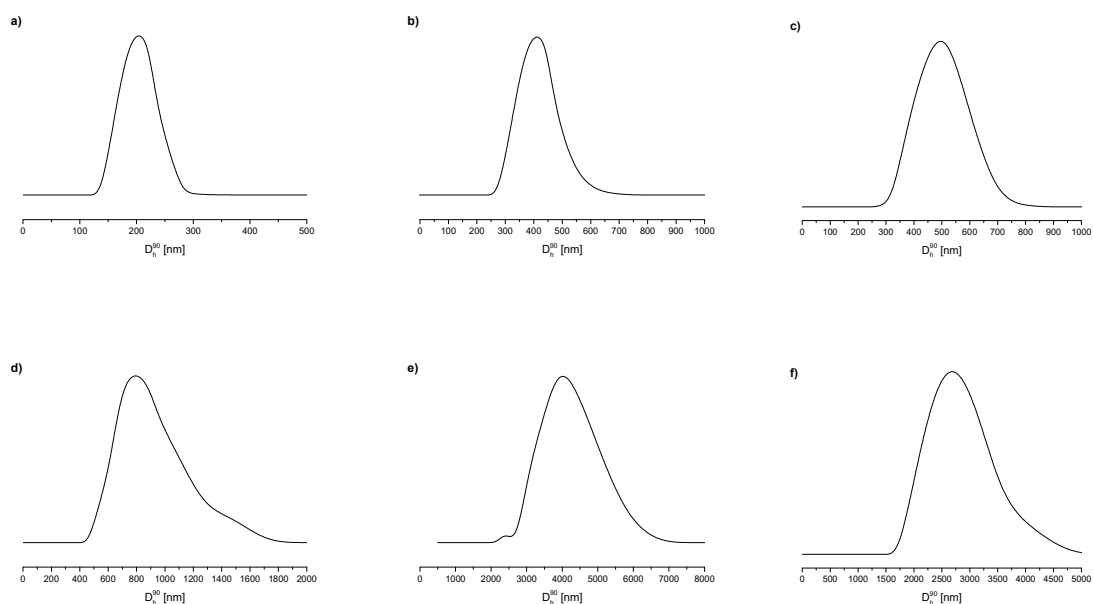 a)
b)
c)
0 100 200 300 400 500
D_h^90 [nm]
0 100 200 300 400 500 600 700 800 900 1000
D_h^90 [nm]
0 100 200 300 400 500 600 700 800 900 1000
D_h^90 [nm]
d)
e)
f)
0 200 400 600 800 1000 1200 1400 1600 1800 2000
D_h^90 [nm]
0 1000 2000 3000 4000 5000 6000 7000 8000
D_h^90 [nm]
0 500 1000 1500 2000 2500 3000 3500 4000 4500 5000
D_h^90 [nm]